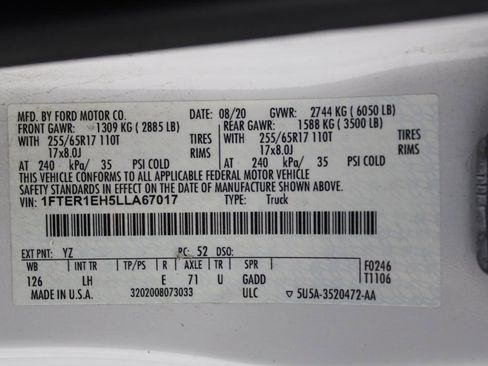 MFD. BY FORD MOTOR CO. DATE: 08/20 GVWR: 2744 KG (6050 LB)
FRONT GAWR: 1309 KG (2885 LB) REAR GAWR: 1588 KG (3500 LB)
WITH 255/65R17 110T TIRES WITH 255/65R17 110T TIRES
17x8.0J RIMS 17x8.0J RIMS
AT 240 kPa/ 35 PSI COLD AT 240 kPa/ 35 PSI COLD
THIS VEHICLE CONFORMS TO ALL APPLICABLE FEDERAL MOTOR VEHICLE
SAFETY STANDARDS IN EFFECT ON THE DATE OF MANUFACTURE SHOWN ABOVE.
VIN: 1FTER1EH5LLA67017 TYPE: Truck
EXT PNT: YZ RC: 52 DSO:
WB INT TR TP/PS R AXLE TR SPR F0246
126 LH E 71 U GADD T1106
MADE IN U.S.A. 3202008073033 ULC ▽ 5U5A-3520472-AA